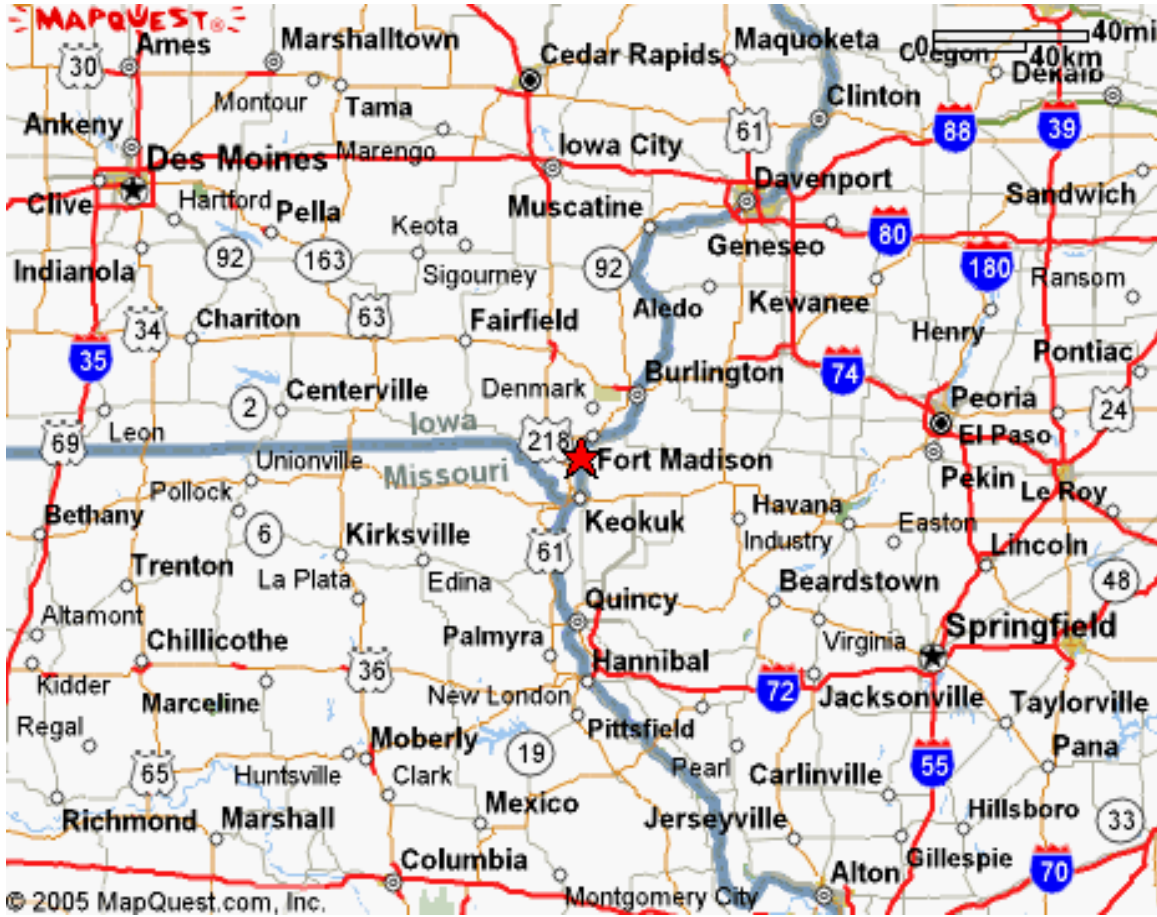 MAPQUEST®
Ames
Marshalltown
Cedar Rapids
Maquoketa
Oregon
0
40mi
40km
Dekalb
30
Montour
Tama
Clinton
Ankeny
61
88
39
Des Moines
Marengo
Iowa City
Davenport
Sandwich
Clive
Hartford
Pella
Keota
Muscatine
Geneseo
80
Indianola
92
163
Sigourney
92
Aledo
Kewanee
180
Ransom
34
Chariton
63
Fairfield
Henry
35
Centerville
Denmark
Burlington
74
Pontiac
2
Peoria
24
69
Leon
Iowa
218
El Paso
Unionville
Missouri
Fort Madison
Pekin
Le Roy
Pollock
Bethany
Keokuk
Havana
Easton
6
Kirksville
61
Industry
Lincoln
Trenton
La Plata
Edina
Quincy
Beardstown
48
Altamont
Chillicothe
Palmyra
Virginia
Springfield
Kidder
36
Hannibal
New London
72
Jacksonville
Taylorville
Marceline
Regal
Moberly
19
Pittsfield
55
Pana
65
Huntsville
Clark
Pearl
Carlinville
Richmond
Marshall
Mexico
Jerseyville
Hillsboro
33
Columbia
Gillespie
70
Montgomery City
Alton
© 2005 MapQuest.com, Inc.